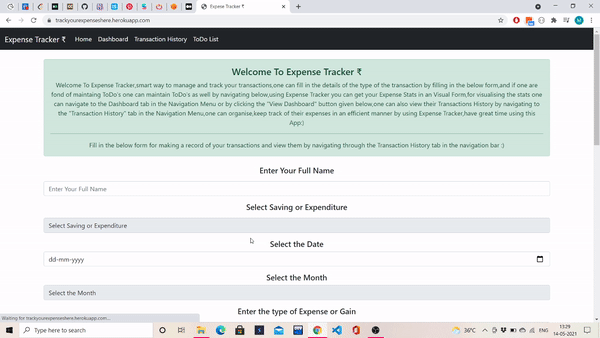 Expense Tracker ₹
trackyourexpenseshere.herokuapp.com
Expense Tracker ₹ Home Dashboard Transaction History ToDo List
Welcome To Expense Tracker ₹
Welcome To Expense Tracker,smart way to manage and track your transactions,one can fill in the details of the type of the transaction by filling in the below form,and if one are
fond of maintaing ToDo's one can maintain ToDo's as well by navigating below,using Expense Tracker you can get your Expense Stats in an Visual Form,for visualising the stats one
can navigate to the Dashboard tab in the Navigation Menu or by clicking the "View Dashboard" button given below,one can also view their Transactions History by navigating to
the "Transaction History" tab in the Navigation Menu,one can organise,keep track of their expenses in an efficient manner by using Expense Tracker,have great time using this
App:)
Fill in the below form for making a record of your transactions and view them by navigating through the Transaction History tab in the navigation bar :)
Enter Your Full Name
Enter Your Full Name
Select Saving or Expenditure
Select Saving or Expenditure
Select the Date
dd-mm-yyyy
Select the Month
Select the Month
Enter the type of Expense or Gain
Waiting for trackyourexpenseshere.herokuapp.com...
Type here to search
36°C
ENG
13:29
14-05-2021